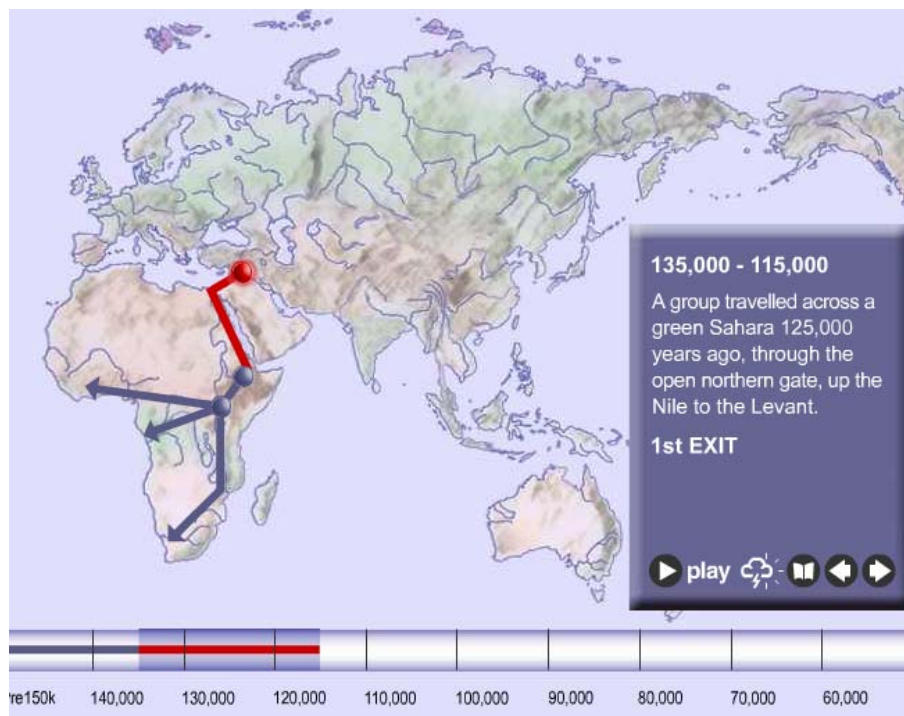 135,000 - 115,000
A group travelled across a
green Sahara 125,000
years ago, through the
open northern gate, up the
Nile to the Levant.
1st EXIT
play
re150k 140,000 130,000 120,000 110,000 100,000 90,000 80,000 70,000 60,000